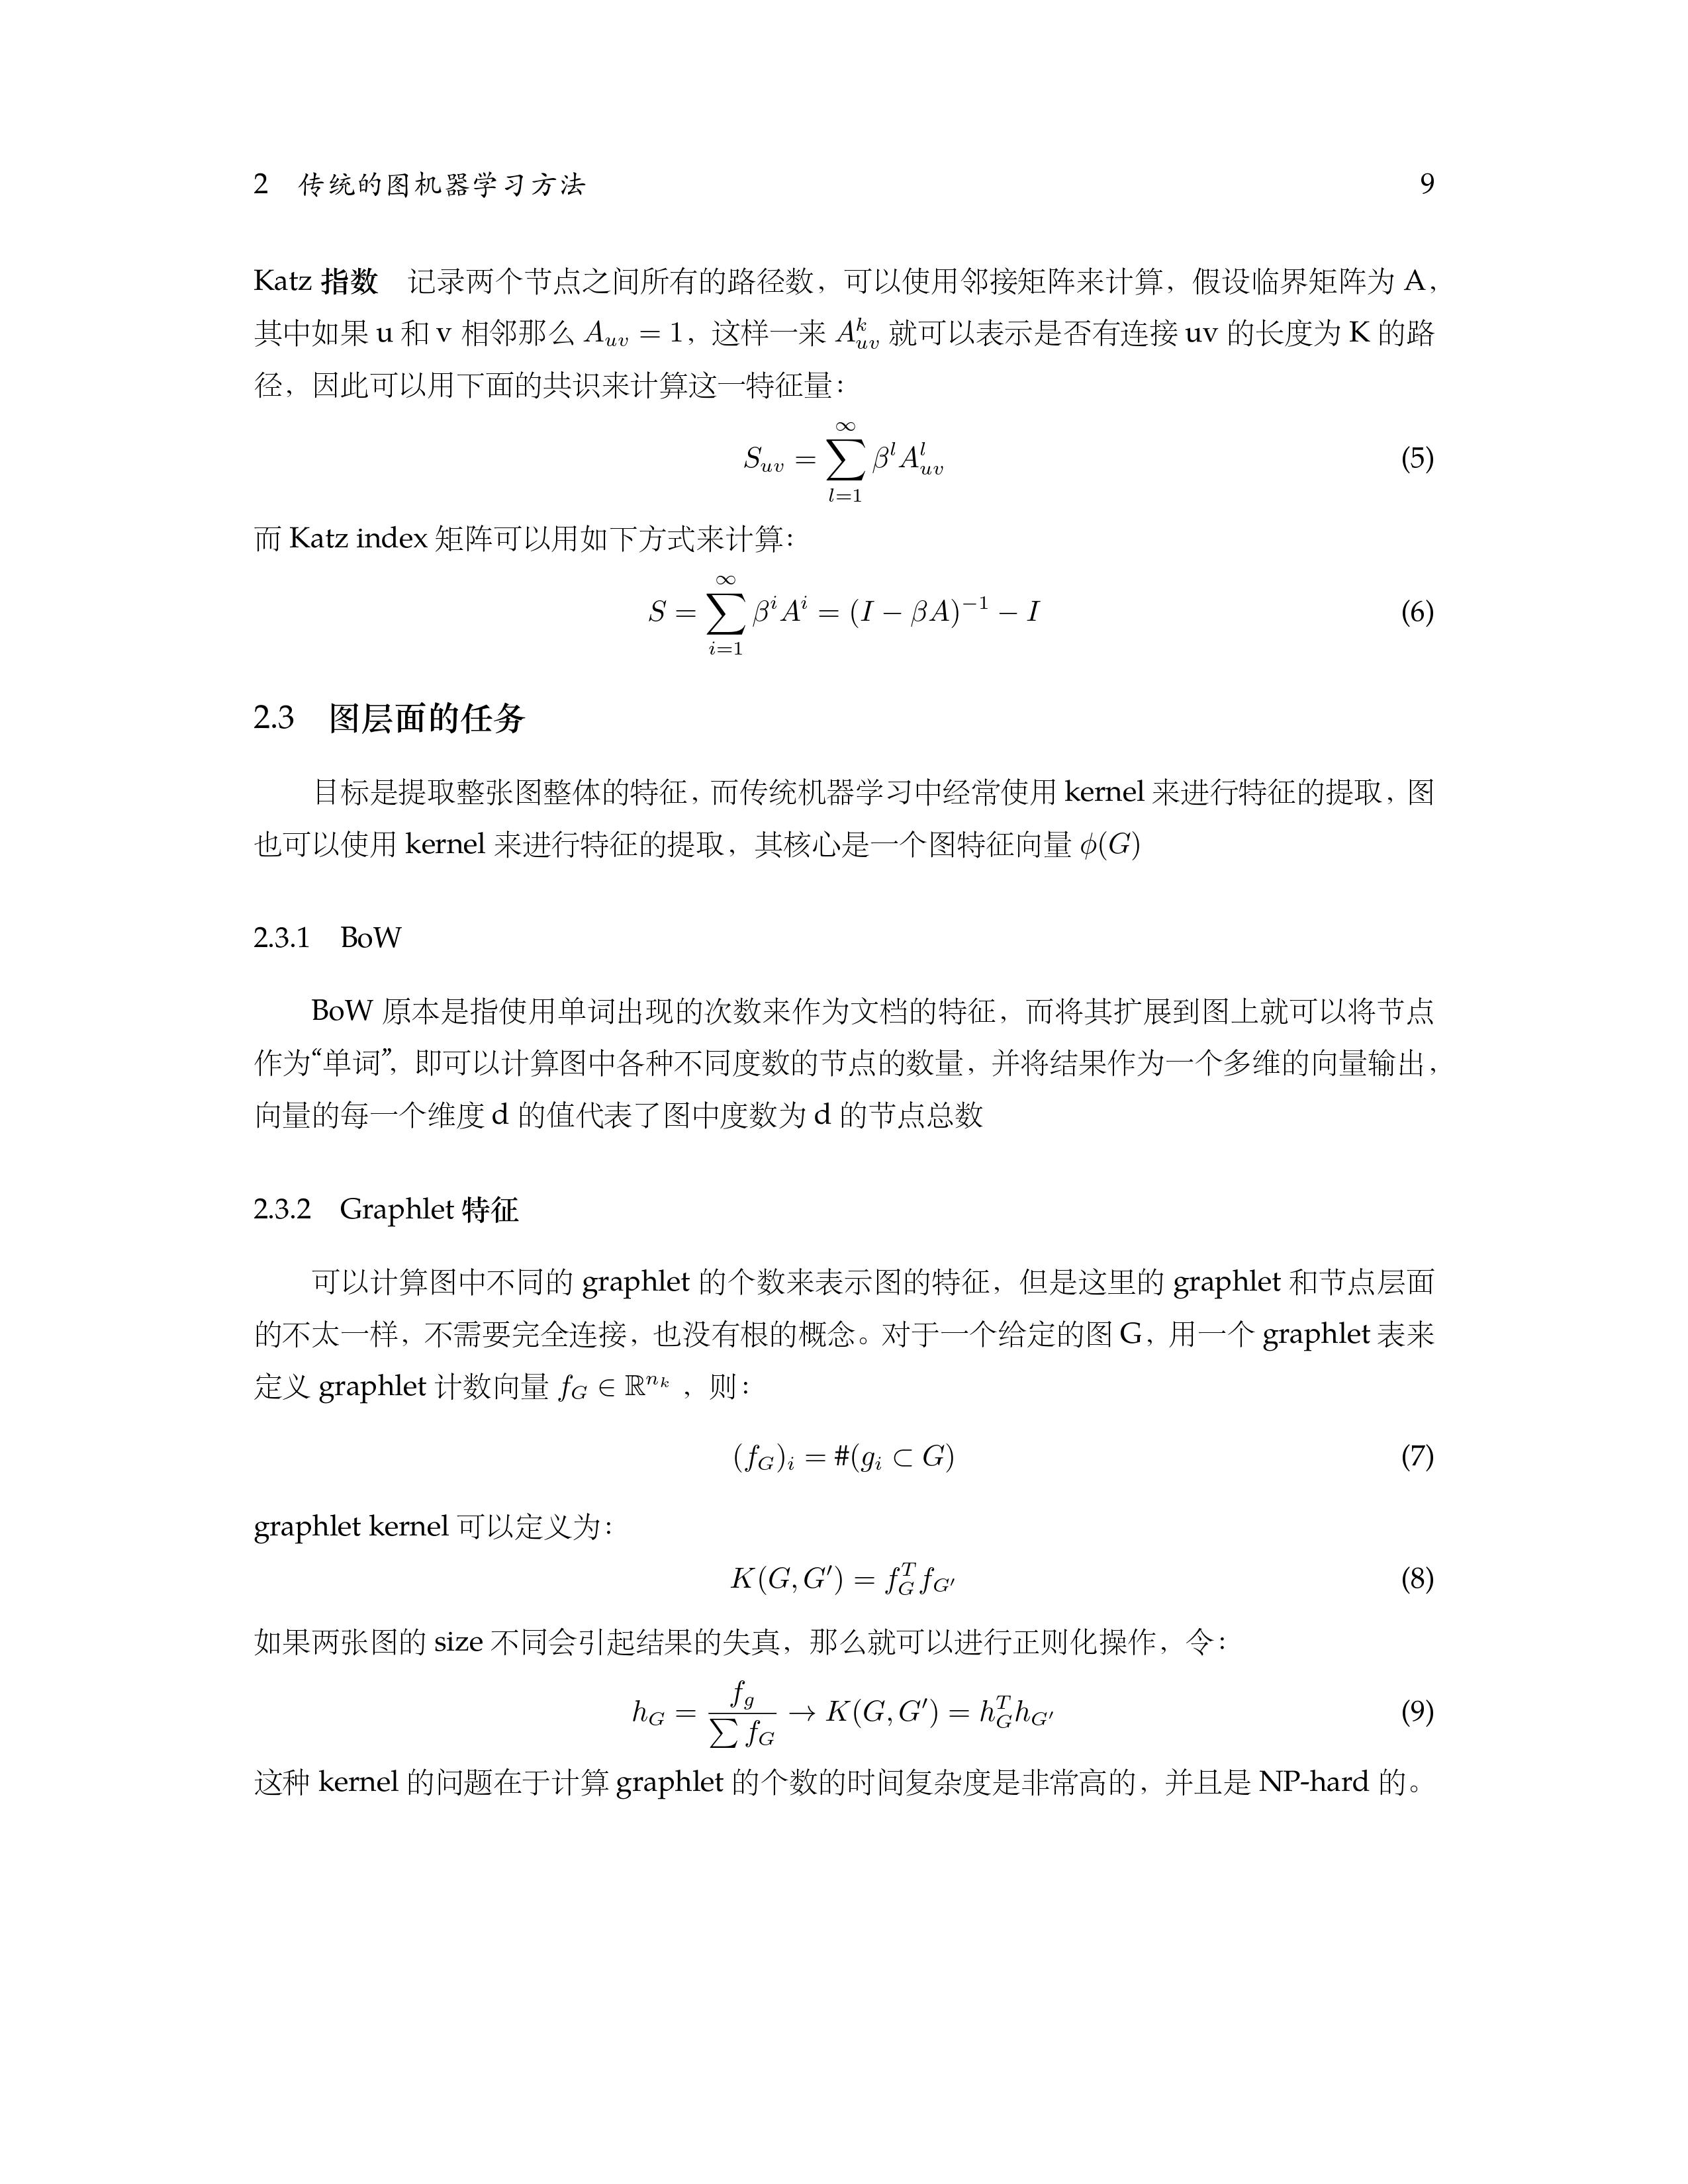 2 传统的图机器学习方法 9
Katz 指数 记录两个节点之间所有的路径数，可以使用邻接矩阵来计算，假设临界矩阵为 A，
其中如果 u 和 v 相邻那么 $A_{uv} = 1$，这样一来 $A_{uv}^{k}$ 就可以表示是否有连接 uv 的长度为 K 的路
径，因此可以用下面的共识来计算这一特征量：
$S_{uv} = \sum_{l=1}^{\infty} \beta^l A_{uv}^l$ (5)
而 Katz index 矩阵可以用如下方式来计算：
$S = \sum_{i=1}^{\infty} \beta^i A^i = (I - \beta A)^{-1} - I$ (6)
2.3 图层面的任务
目标是提取整张图整体的特征，而传统机器学习中经常使用 kernel 来进行特征的提取，图
也可以使用 kernel 来进行特征的提取，其核心是一个图特征向量 $\phi(G)$
2.3.1 BoW
BoW 原本是指使用单词出现的次数来作为文档的特征，而将其扩展到图上就可以将节点
作为“单词”，即可以计算图中各种不同度数的节点的数量，并将结果作为一个多维的向量输出，
向量的每一个维度 d 的值代表了图中度数为 d 的节点总数
2.3.2 Graphlet 特征
可以计算图中不同的 graphlet 的个数来表示图的特征，但是这里的 graphlet 和节点层面
的不太一样，不需要完全连接，也没有根的概念。对于一个给定的图 G，用一个 graphlet 表来
定义 graphlet 计数向量 $f_G \in \mathbb{R}^{n_k}$ ，则：
$(f_G)_i = \#(g_i \subset G)$ (7)
graphlet kernel 可以定义为：
$K(G, G') = f_G^T f_{G'}$ (8)
如果两张图的 size 不同会引起结果的失真，那么就可以进行正则化操作，令：
$h_G = \frac{f_g}{\sum f_G} \rightarrow K(G, G') = h_G^T h_{G'}$ (9)
这种 kernel 的问题在于计算 graphlet 的个数的时间复杂度是非常高的，并且是 NP-hard 的。